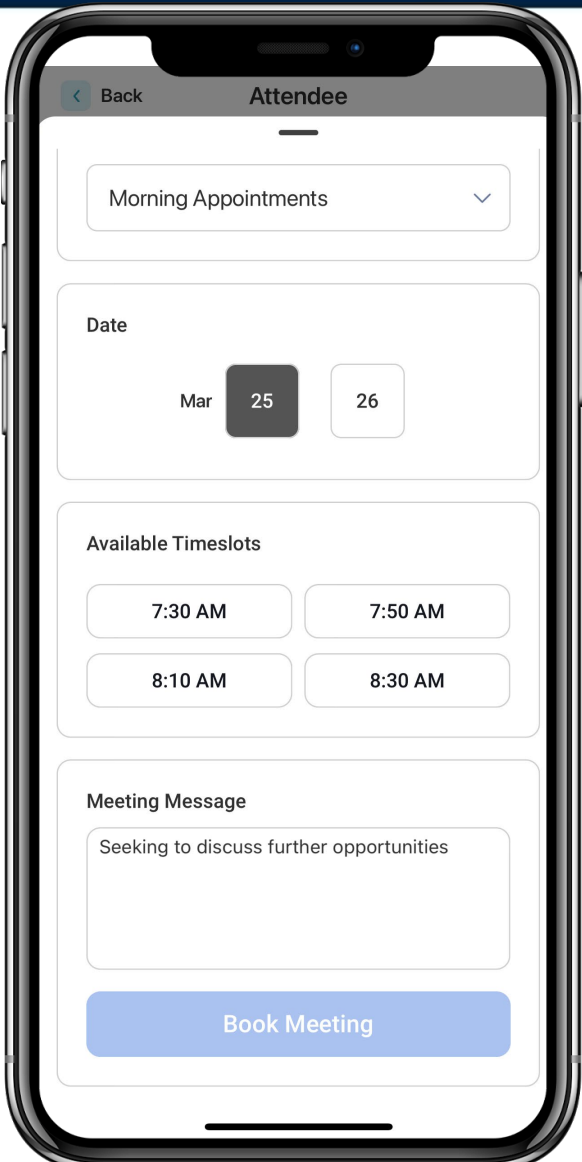 Back
Attendee
Morning Appointments
Date
Mar 25 26
Available Timeslots
7:30 AM 7:50 AM
8:10 AM 8:30 AM
Meeting Message
Seeking to discuss further opportunities
Book Meeting